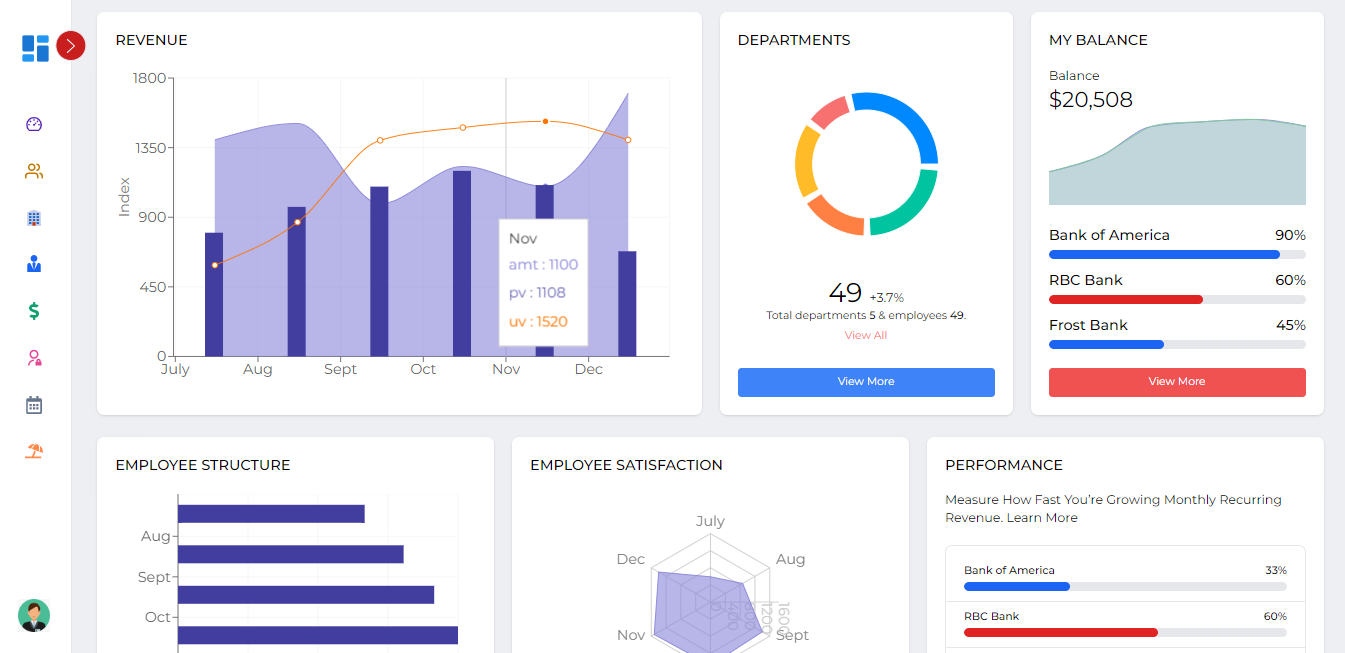 REVENUE
1800
1350
900
450
0
Index
July
Aug
Sept
Oct
Nov
Dec
Nov
amt : 1100
pv : 1108
uv : 1520
DEPARTMENTS
49 +3.7%
Total departments 5 & employees 49.
View All
View More
MY BALANCE
Balance
$20,508
Bank of America 90%
RBC Bank 60%
Frost Bank 45%
View More
EMPLOYEE STRUCTURE
Aug
Sept
Oct
EMPLOYEE SATISFACTION
July
Aug
Sept
Nov
Dec
0
400
800
1200
1600
PERFORMANCE
Measure How Fast You're Growing Monthly Recurring
Revenue. Learn More
Bank of America 33%
RBC Bank 60%